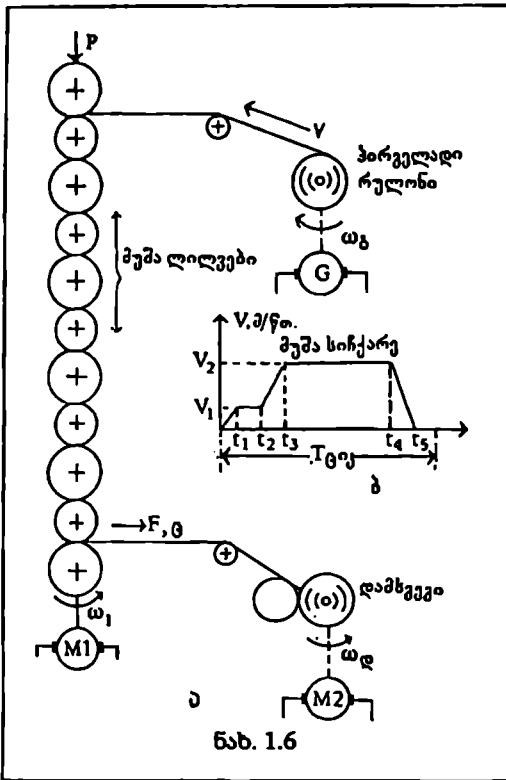 P
V
პირველადი
რულონი
ωგ
G
მუშა ლილვები
V, მ/წთ.
მუშა სიჩქარე
V2
V1
t1 t2 t3 t4 t5
Tციკ
ბ
F, ც
დამხვევი
ω1
ωდ
M1
M2
ა
ნახ. 1.6